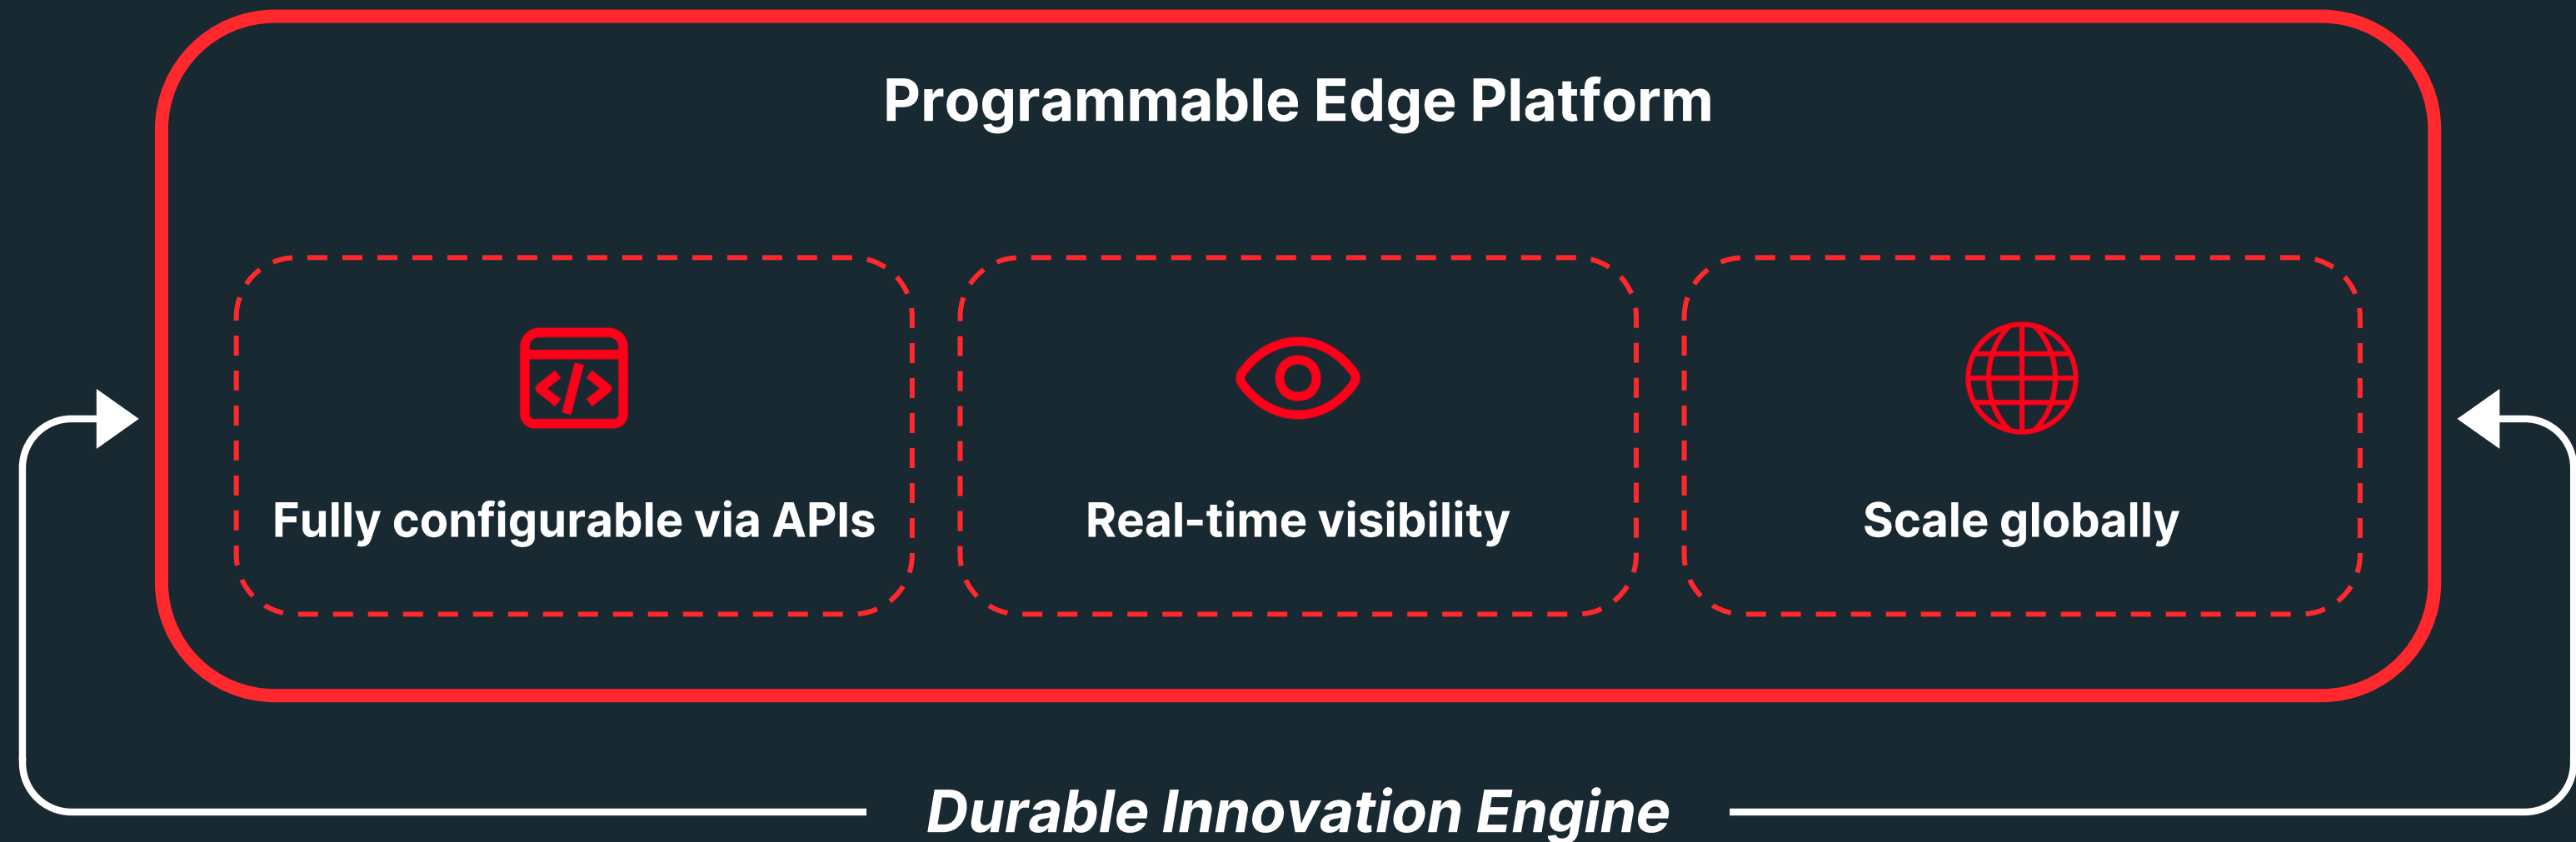 Programmable Edge Platform
Fully configurable via APIs
Real-time visibility
Scale globally
Durable Innovation Engine